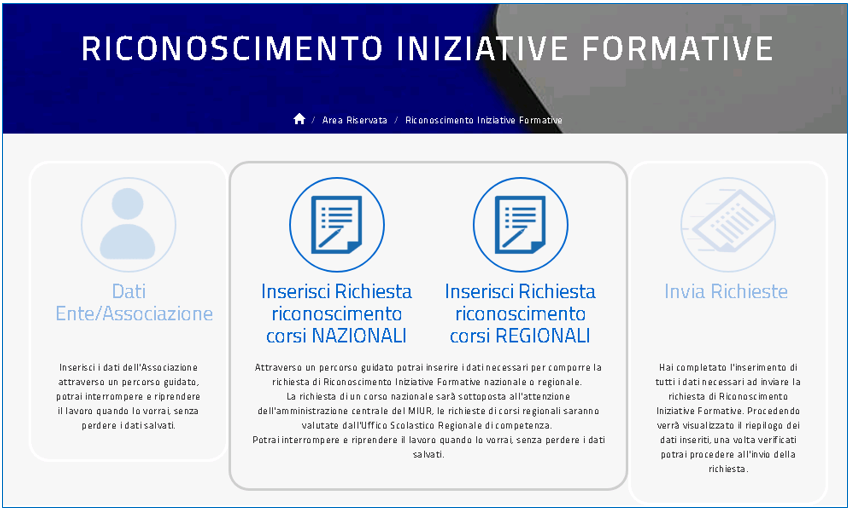 RICONOSCIMENTO INIZIATIVE FORMATIVE
/ Area Riservata / Riconoscimento Iniziative Formative
Dati
Ente/Associazione
Inserisci i dati dell'Associazione
attraverso un percorso guidato,
potrai interrompere e riprendere
il lavoro quando lo vorrai, senza
perdere i dati salvati.
Inserisci Richiesta
riconoscimento
corsi NAZIONALI
Inserisci Richiesta
riconoscimento
corsi REGIONALI
Attraverso un percorso guidato potrai inserire i dati necessari per comporre la
richiesta di Riconoscimento Iniziative Formative nazionale o regionale.
La richiesta di un corso nazionale sarà sottoposta all'attenzione
dell'amministrazione centrale del MIUR, le richieste di corsi regionali saranno
valutate dall'Uffico Scolastico Regionale di competenza.
Potrai interrompere e riprendere il lavoro quando lo vorrai, senza perdere i dati
salvati.
Invia Richieste
Hai completato l'inserimento di
tutti i dati necessari ad inviare la
richiesta di Riconoscimento
Iniziative Formative. Procedendo
verrà visualizzato il riepilogo dei
dati inseriti, una volta verificati
potrai procedere all'invio della
richiesta.